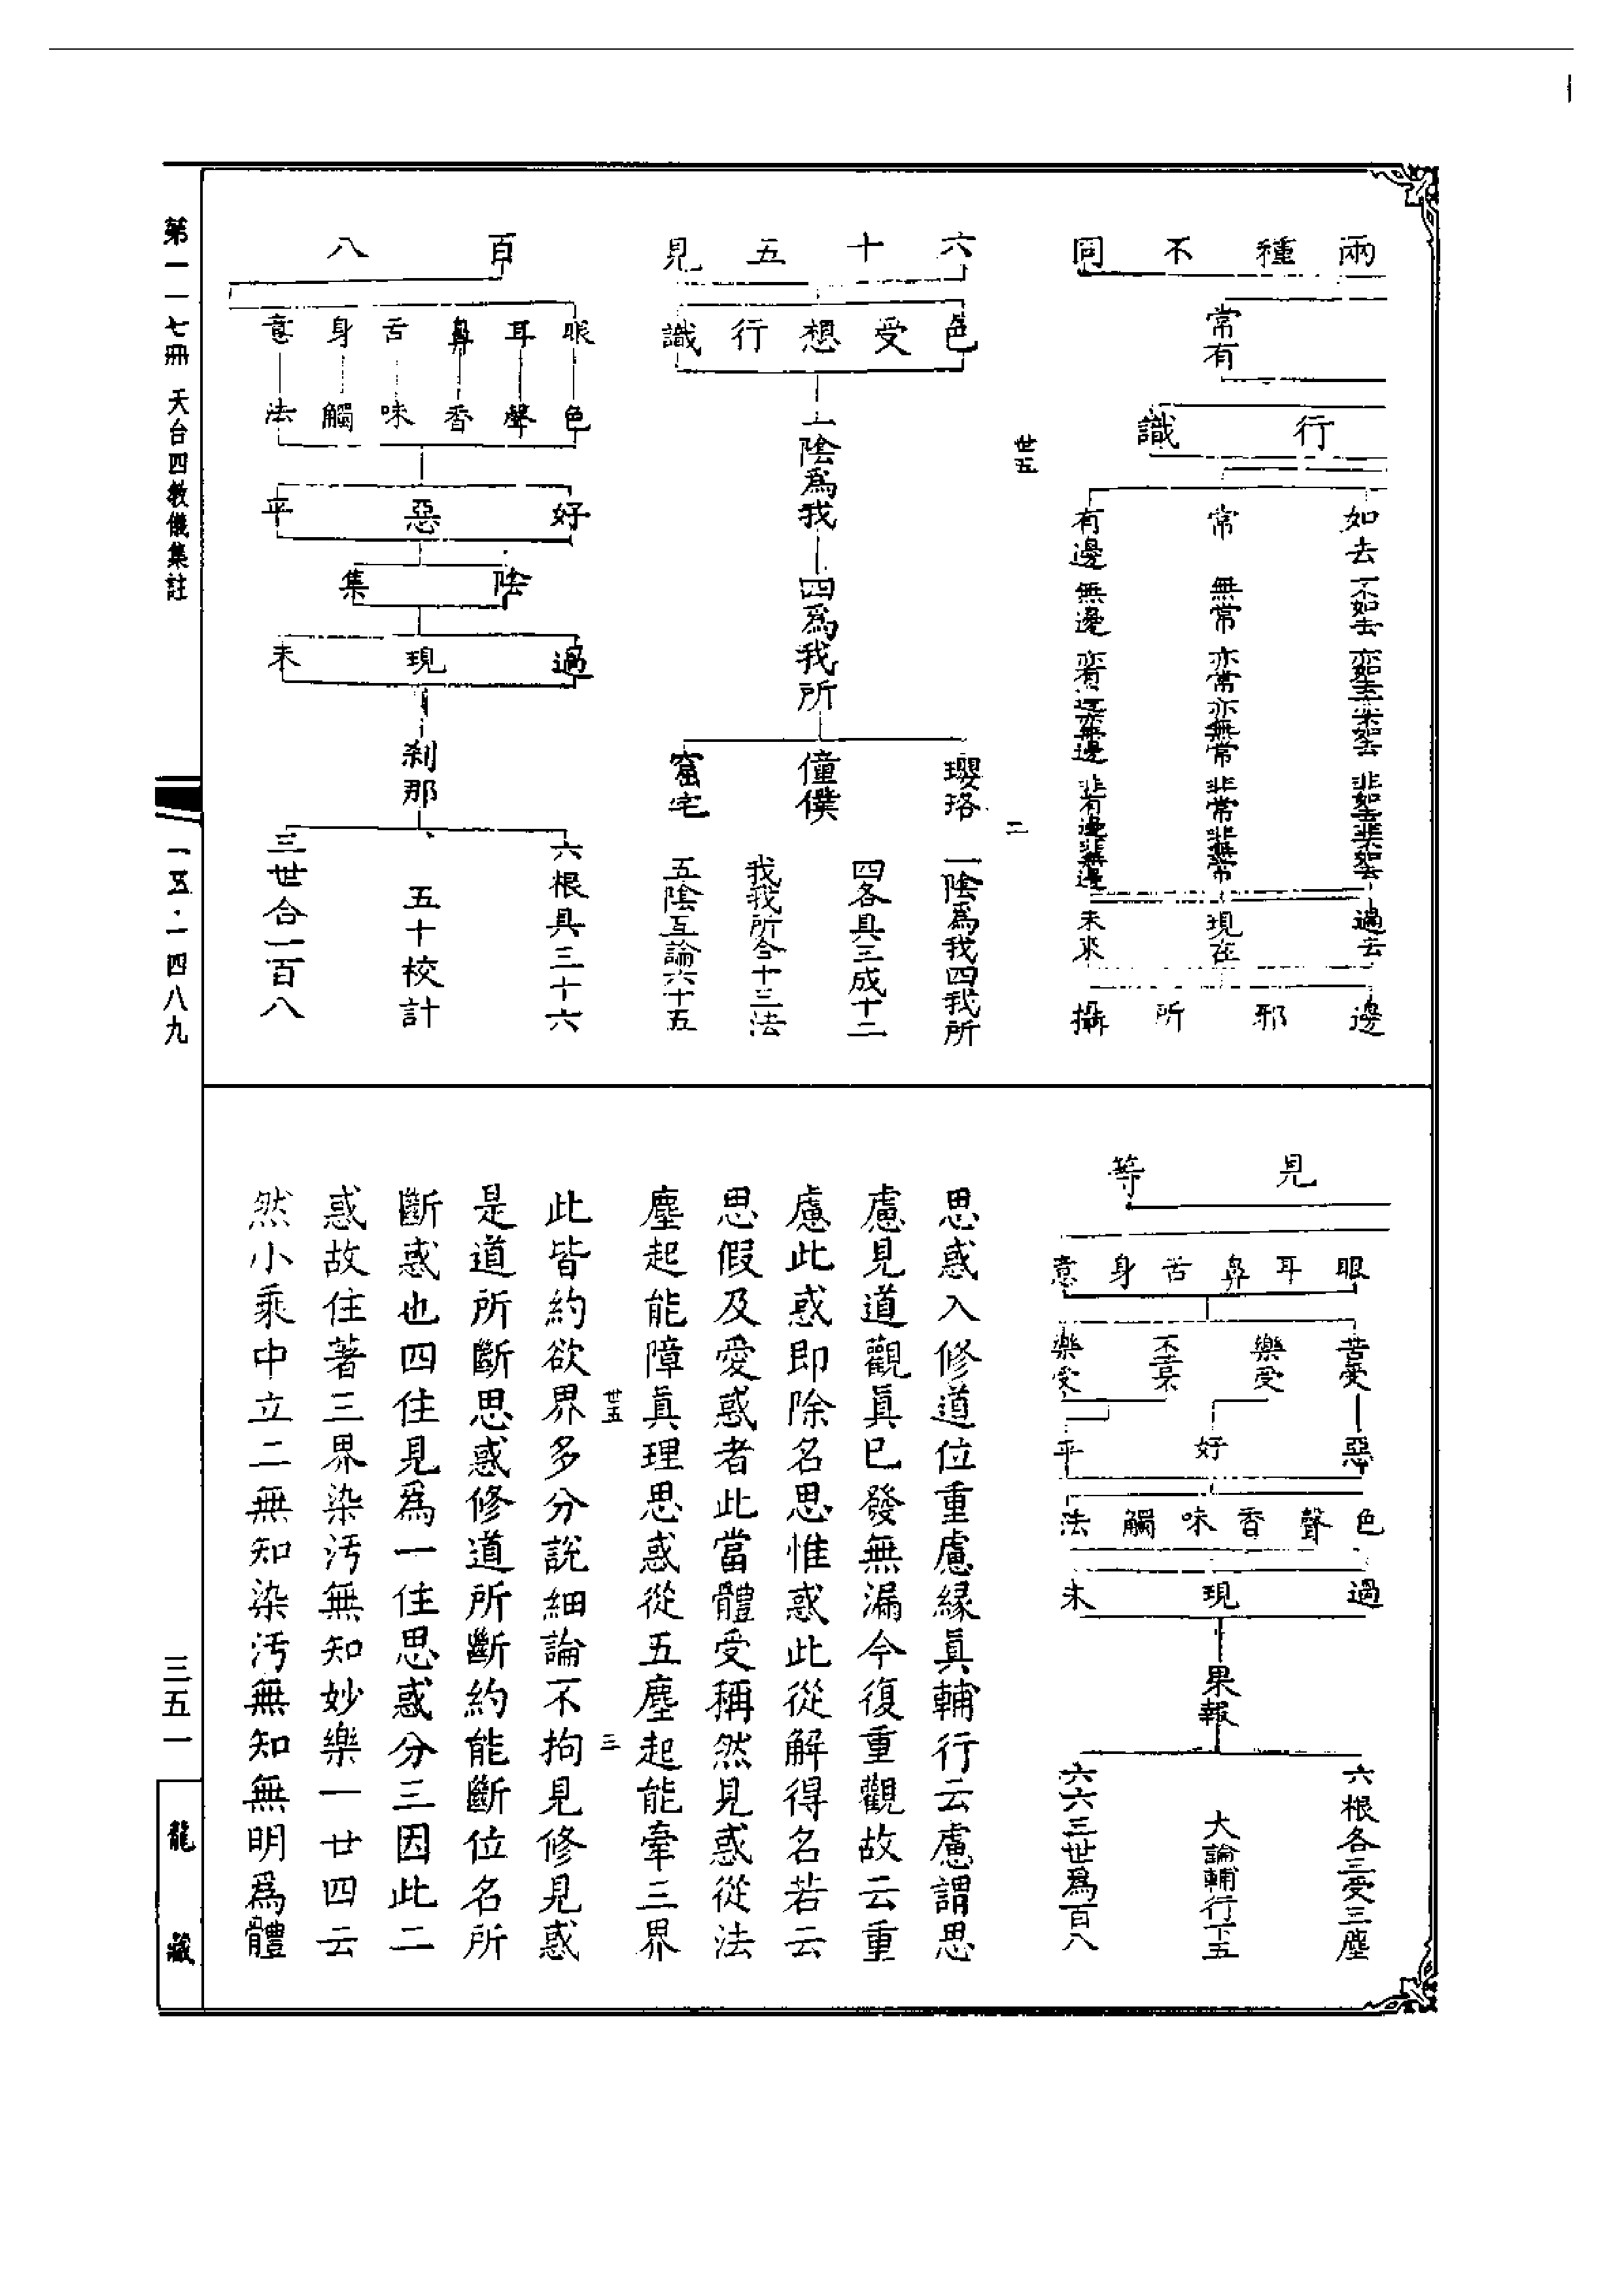 兩種不同
常有
行識
如去 不如去 亦如去亦不如去 非如去非不如去
常 無常 亦常亦無常 非常非無常
有邊 無邊 亦有邊亦無邊 非有邊非無邊
過去
現在
未來
邊邪所攝
世五
二
六十五見
色受想行識
一陰為我
四為我所
瓔珞
僮僕
窟宅
一陰為我四我所
四各具三成十二
我我所合十三法
五陰互論六十五
百八
眼耳鼻舌身意
色聲香味觸法
好惡平
陰集
過現未
剎那
六根具三十六
五十校計
三世合一百八
見等
眼耳鼻舌身意
苦受
樂受
樂受
惡
好
平
色聲香味觸法
過現未
果報
六根各三受三塵
大論輔行下五
六六三世爲百八
思惑入修道位重慮緣眞輔行云慮謂思
慮見道觀眞已發無漏今復重觀故云重
慮此惑即除名思惟惑此從解得名若云
思假及愛惑者此當體受稱然見惑從法
塵起能障眞理思惑從五塵起能牽三界
世五
三
此皆約欲界多分說細論不拘見修見惑
是道所斷思惑修道所斷約能斷位名所
斷惑也四住見爲一住思惑分三因此二
惑故住著三界染汚無知妙樂一廿四云
然小乘中立二無知染汚無知無明爲體
第一一七冊 天台四教儀集註
一五·一四八九
三五一
龍藏